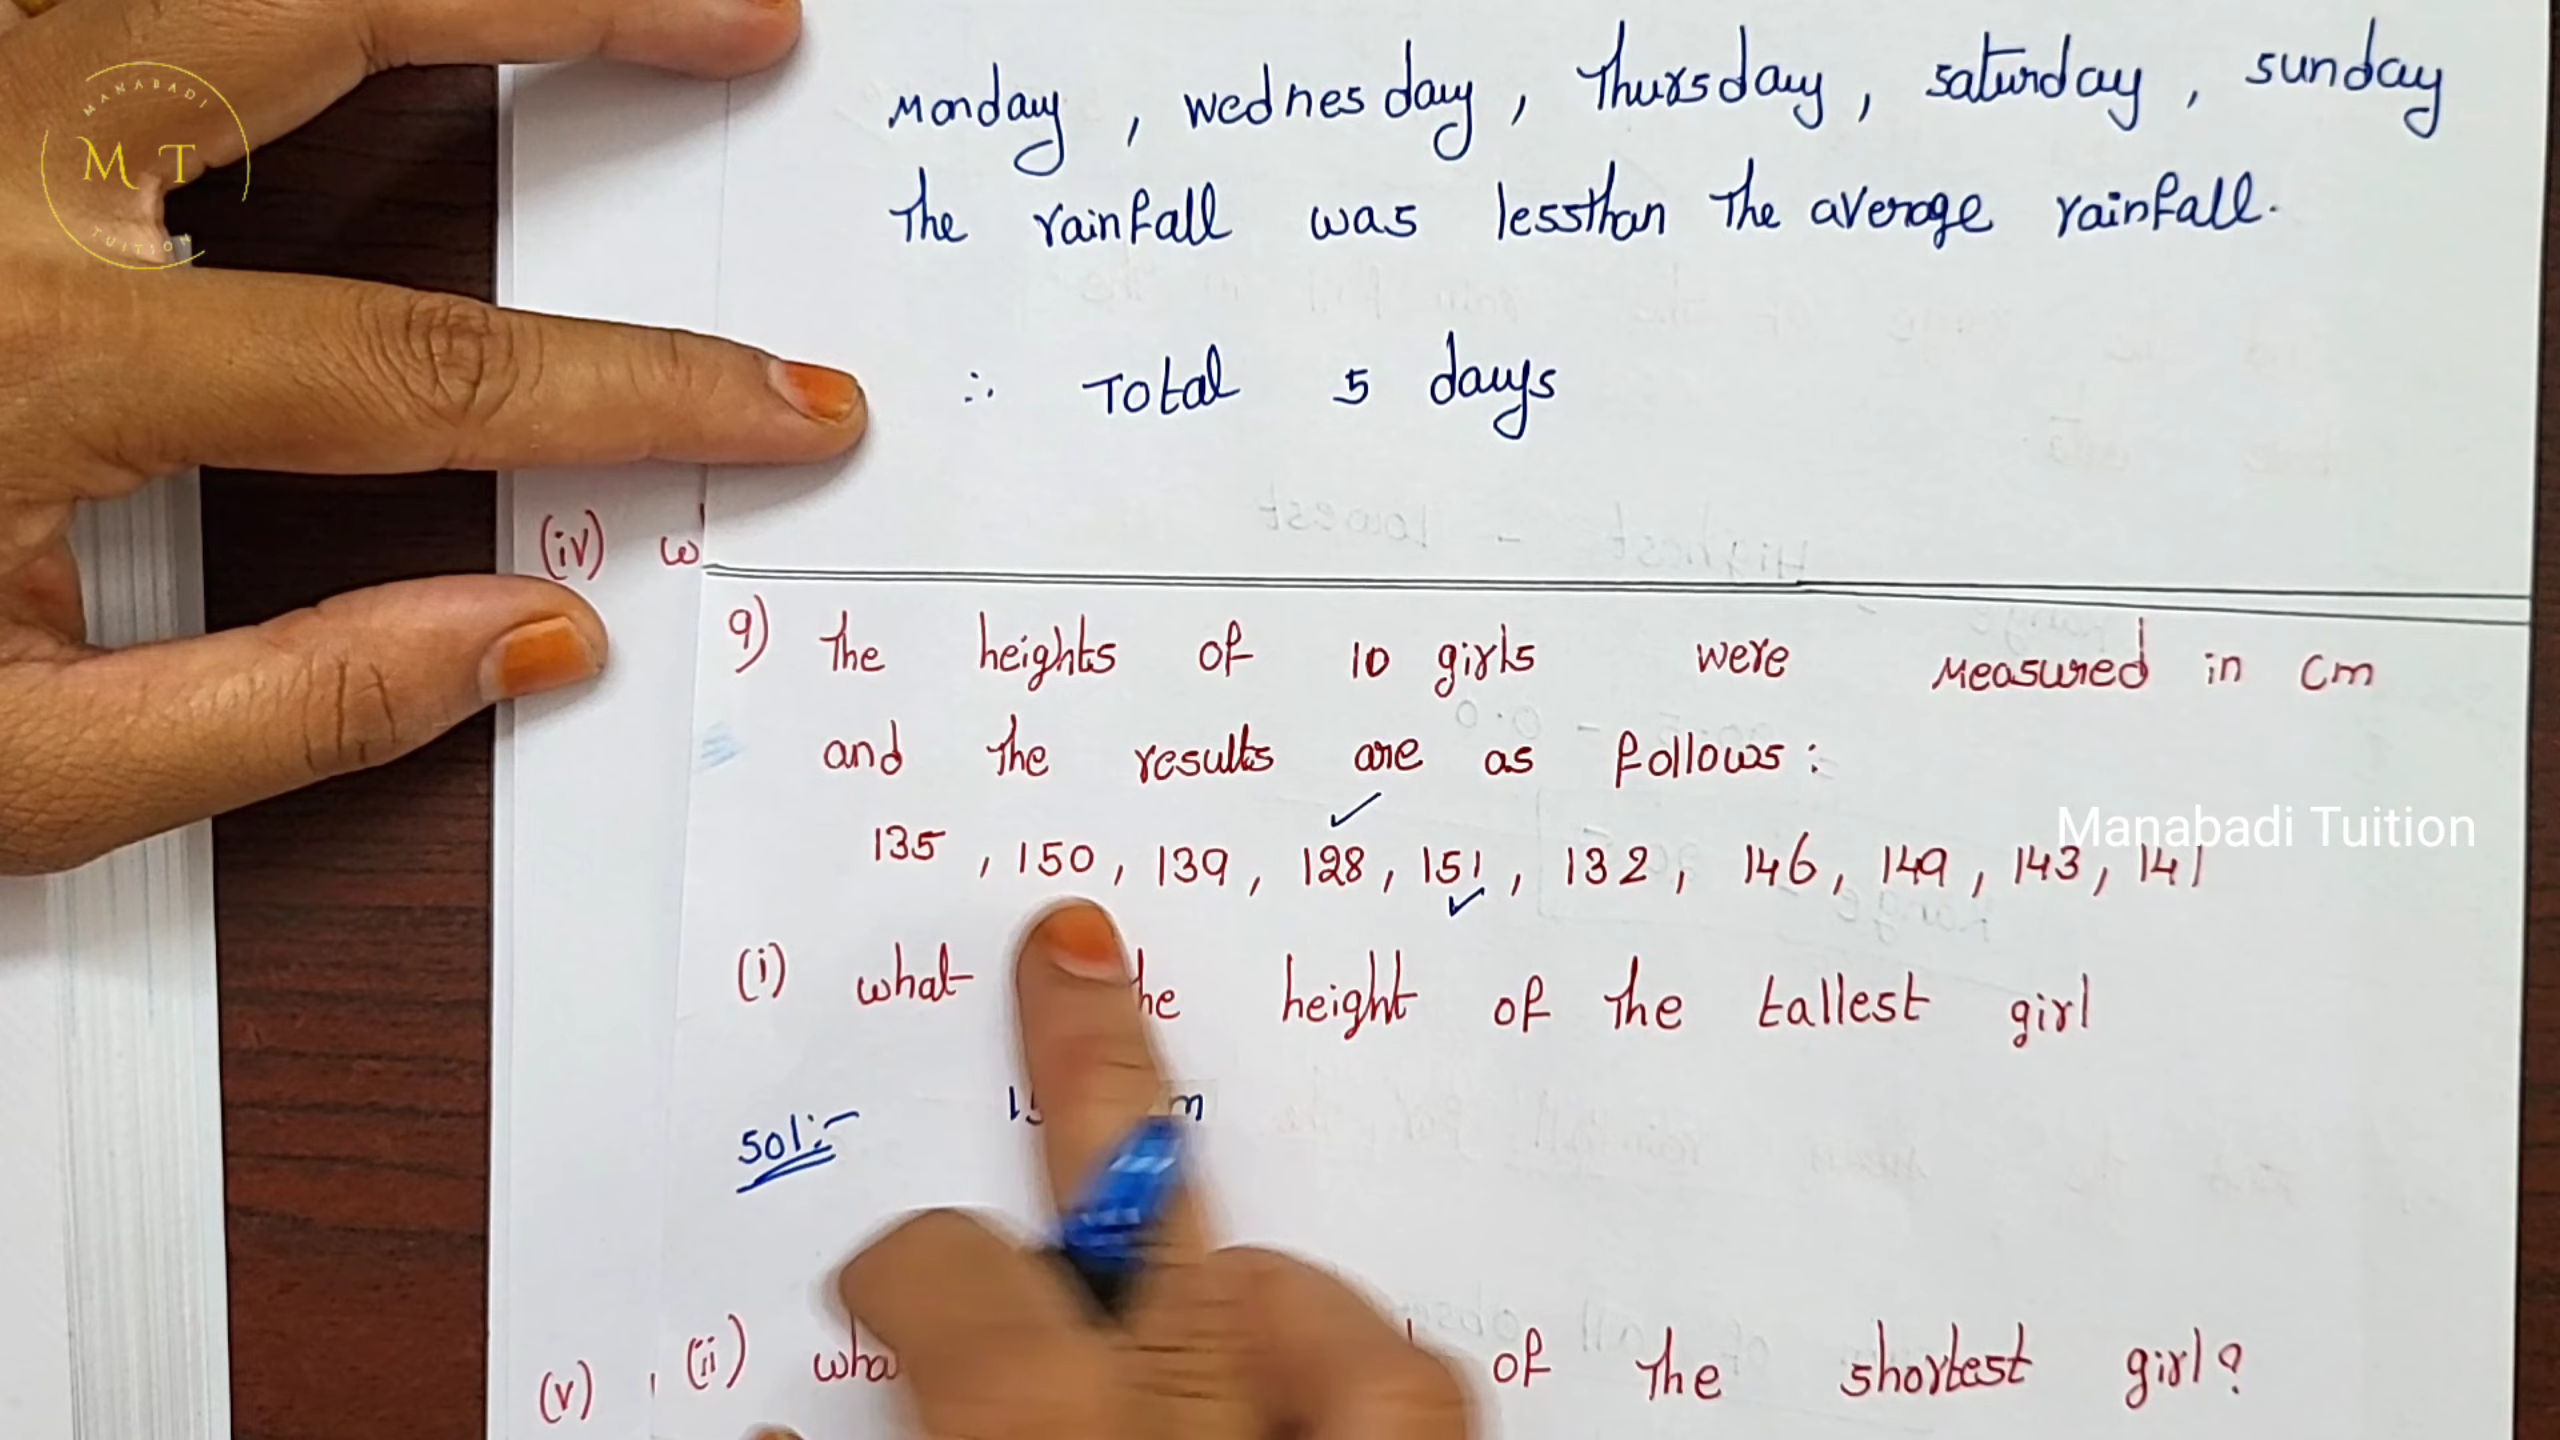 MANABADI
M T
TUITION
Monday , wednesday , Thursday , saturday , sunday
The rainfall was lessthan The average rainfall.
∴ Total 5 days
(iv)
9) The heights of 10 girls were Measured in cm
and the results are as follows :
Manabadi Tuition
135 , 150 , 139 , 128 , 151 , 132 , 146 , 149 , 143 , 141
(i) what height of the tallest girl
Sol:-
(v) (ii) of the shortest girl?